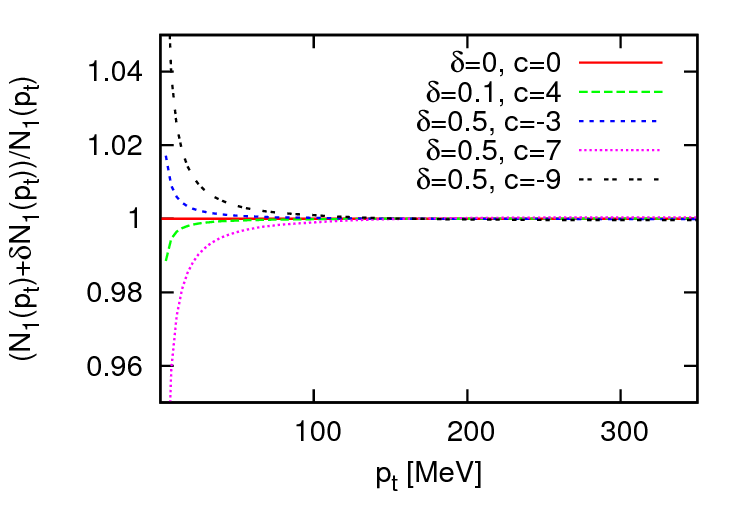 (N₁(pₜ)+δN₁(pₜ))/N₁(pₜ)
1.04
1.02
1
0.98
0.96
δ=0, c=0
δ=0.1, c=4
δ=0.5, c=-3
δ=0.5, c=7
δ=0.5, c=-9
100 200 300
pₜ [MeV]